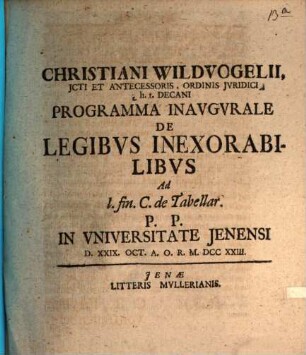 CHRISTIANI WILDVOGELII,
JCTI ET ANTECESSORIS, ORDINIS JVRIDICI,
h. t. DECANI
PROGRAMMA INAVGVRALE
DE
LEGIBVS INEXORABI-
LIBVS
Ad
l. fin. C. de Tabellar.
P. P.
IN VNIVERSITATE JENENSI
D. XXIX. OCT. A. O. R. M. DCC XXIII.
JENÆ
LITTERIS MVLLERIANIS.